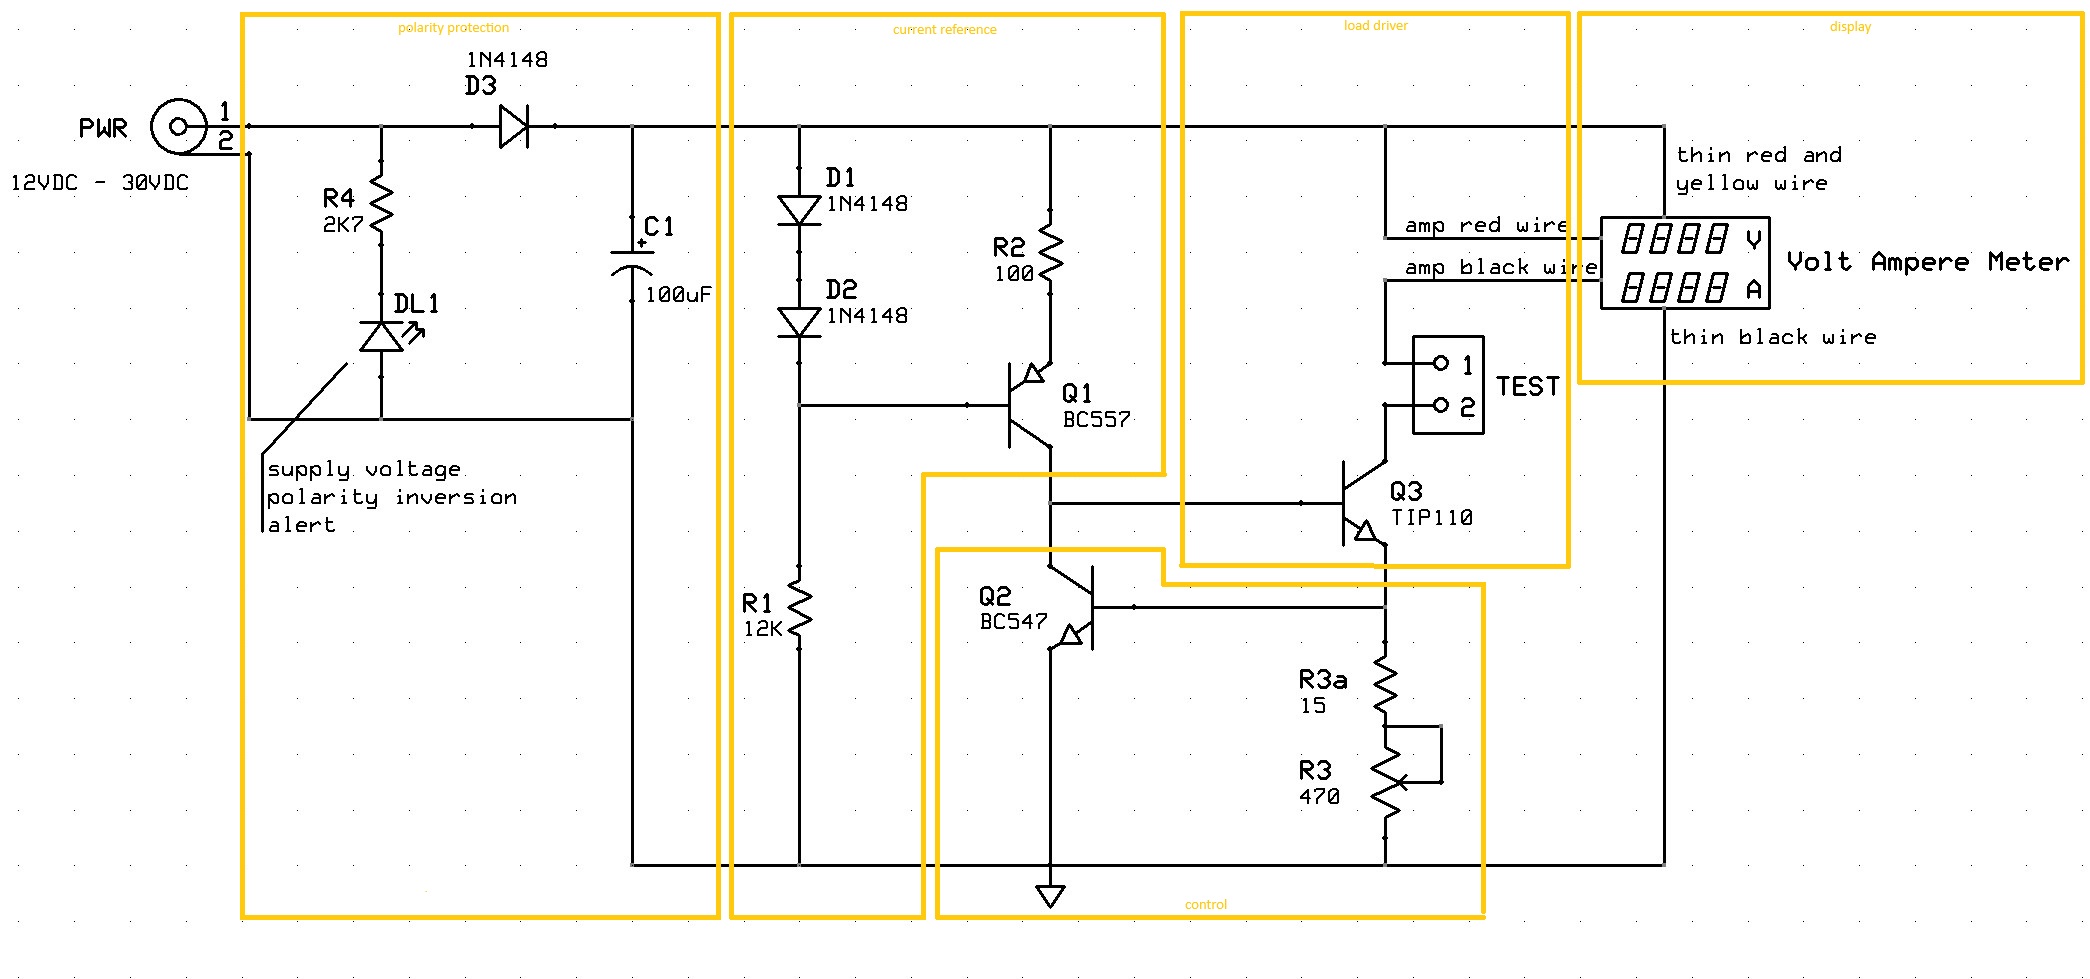 polarity protection
current reference
load driver
display
1N4148
D3
PWR
1
2
12VDC - 30VDC
R4
2K7
DL1
C1
+
100uF
supply voltage
polarity inversion
alert
D1
1N4148
D2
1N4148
R2
100
Q1
BC557
R1
12K
Q2
BC547
amp red wire
amp black wire
1
2
TEST
Q3
TIP110
R3a
15
R3
470
control
thin red and
yellow wire
8888 V
8888 A
Volt Ampere Meter
thin black wire